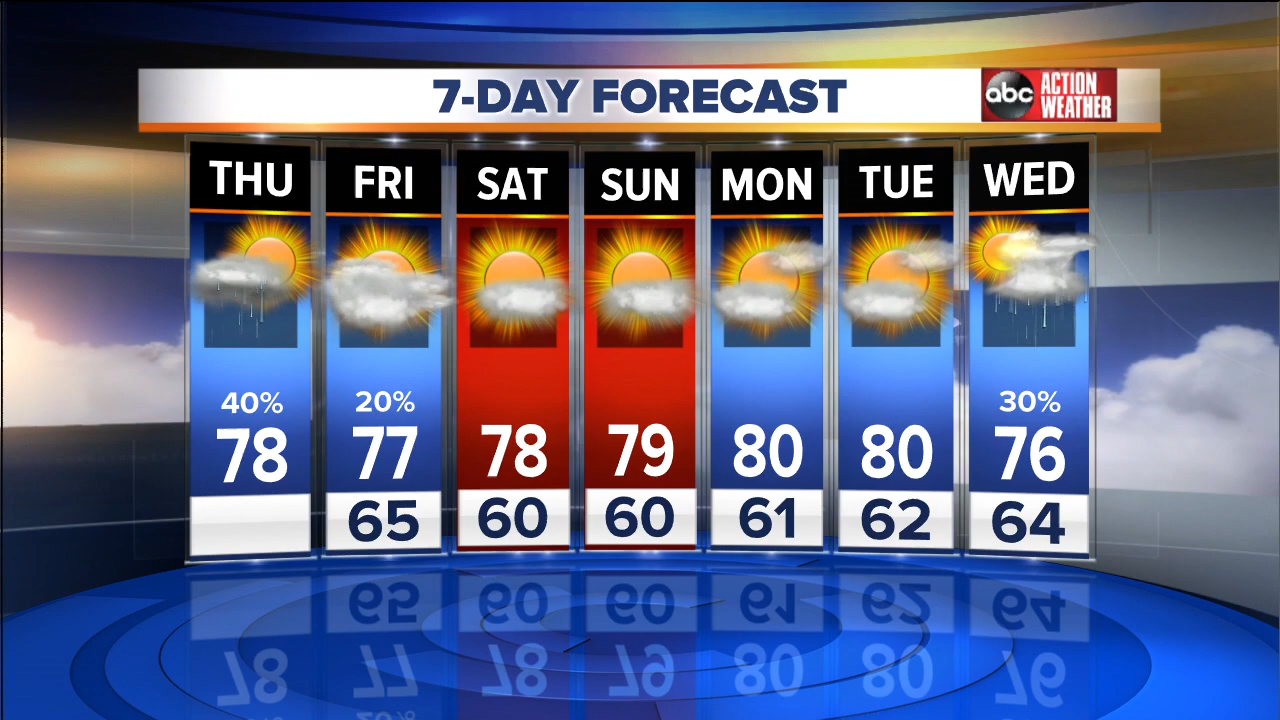 7-DAY FORECAST
abc ACTION WEATHER
THU FRI SAT SUN MON TUE WED
40% 20% 30%
78 77 78 79 80 80 76
65 60 60 61 62 64